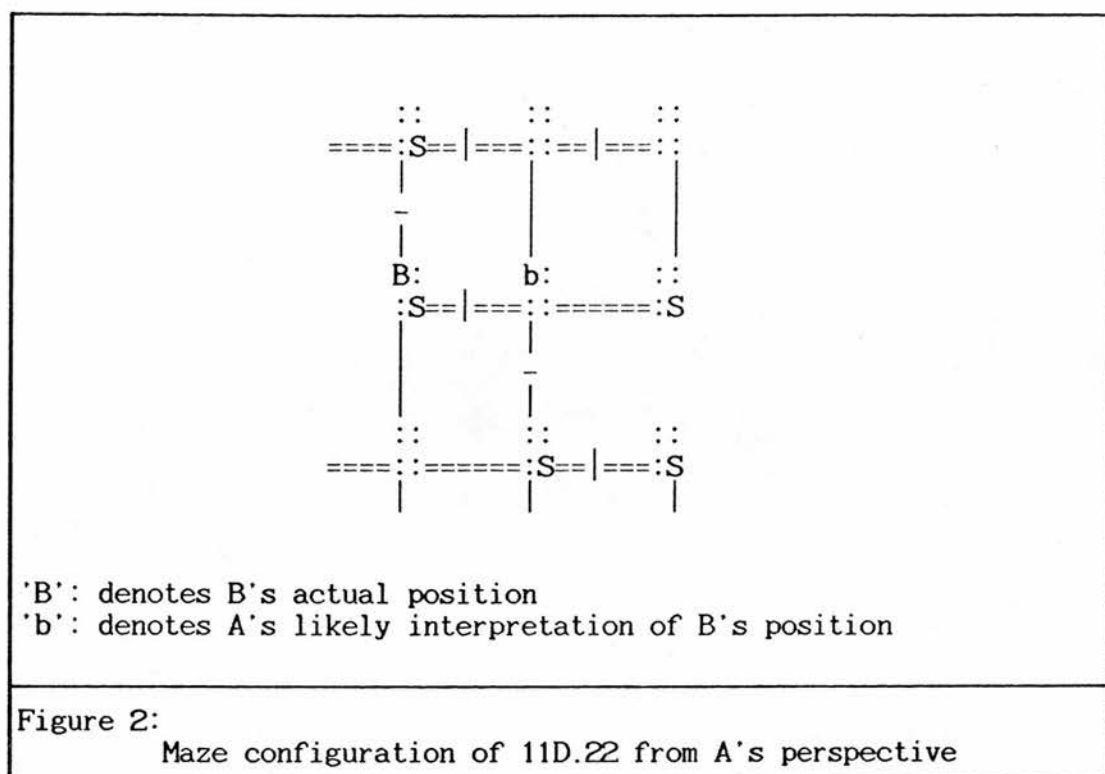 :: :: ::
====:S==|===::==|===::
| | |
- | |
| | |
B: b: ::
:S==|===::======:S
| |
| -
| |
:: :: ::
====::======:S==|===:S
| | |
'B': denotes B's actual position
'b': denotes A's likely interpretation of B's position
Figure 2:
Maze configuration of 11D.22 from A's perspective